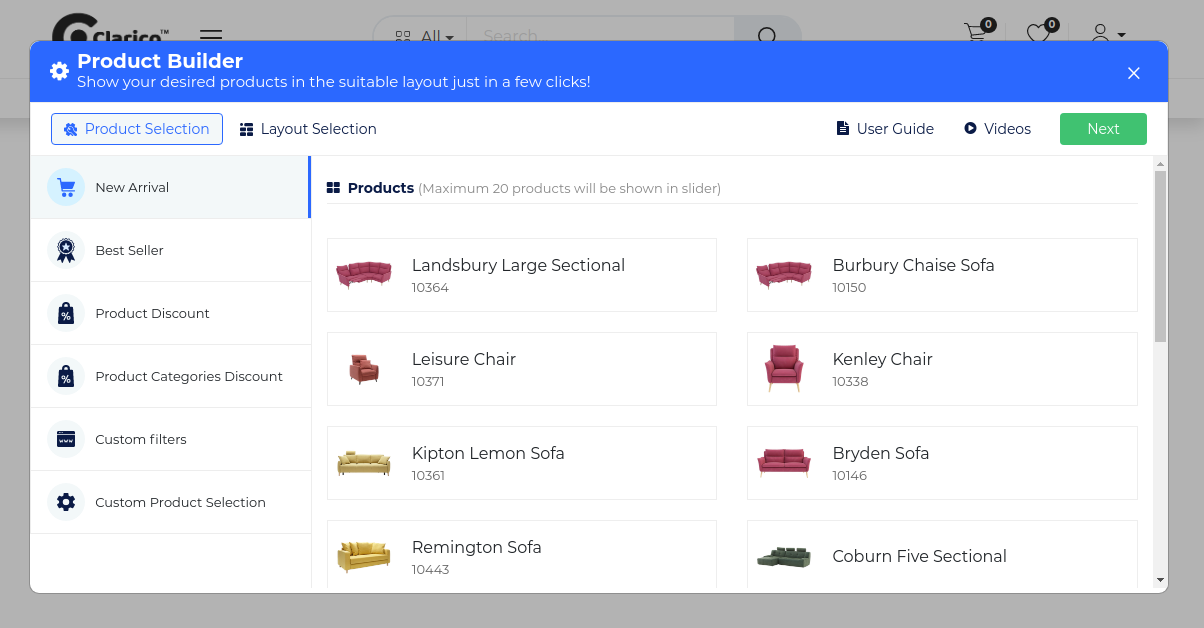 Clarico™
All
Search
0
0
Product Builder
Show your desired products in the suitable layout just in a few clicks!
Product Selection
Layout Selection
User Guide
Videos
Next
New Arrival
Best Seller
Product Discount
Product Categories Discount
Custom filters
Custom Product Selection
Products (Maximum 20 products will be shown in slider)
Landsbury Large Sectional
10364
Burbury Chaise Sofa
10150
Leisure Chair
10371
Kenley Chair
10338
Kipton Lemon Sofa
10361
Bryden Sofa
10146
Remington Sofa
10443
Coburn Five Sectional